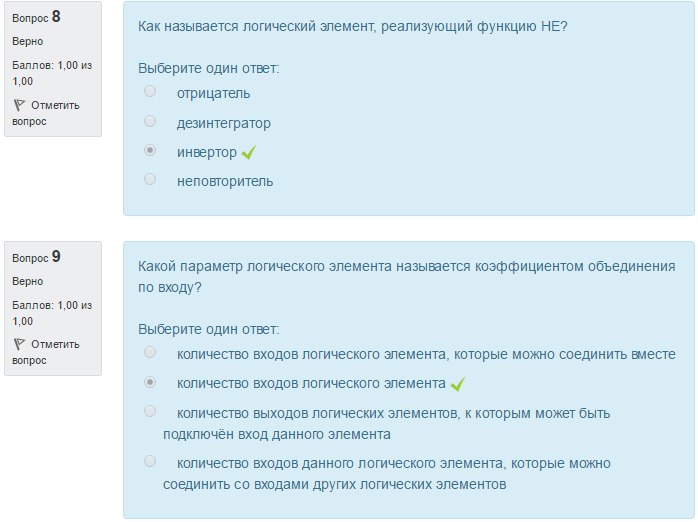 Вопрос 8
Верно
Баллов: 1,00 из
1,00
Отметить
вопрос
Как называется логический элемент, реализующий функцию НЕ?
Выберите один ответ:
отрицатель
дезинтегратор
инвертор
неповторитель
Вопрос 9
Верно
Баллов: 1,00 из
1,00
Отметить
вопрос
Какой параметр логического элемента называется коэффициентом объединения
по входу?
Выберите один ответ:
количество входов логического элемента, которые можно соединить вместе
количество входов логического элемента
количество выходов логических элементов, к которым может быть
подключён вход данного элемента
количество входов данного логического элемента, которые можно
соединить со входами других логических элементов